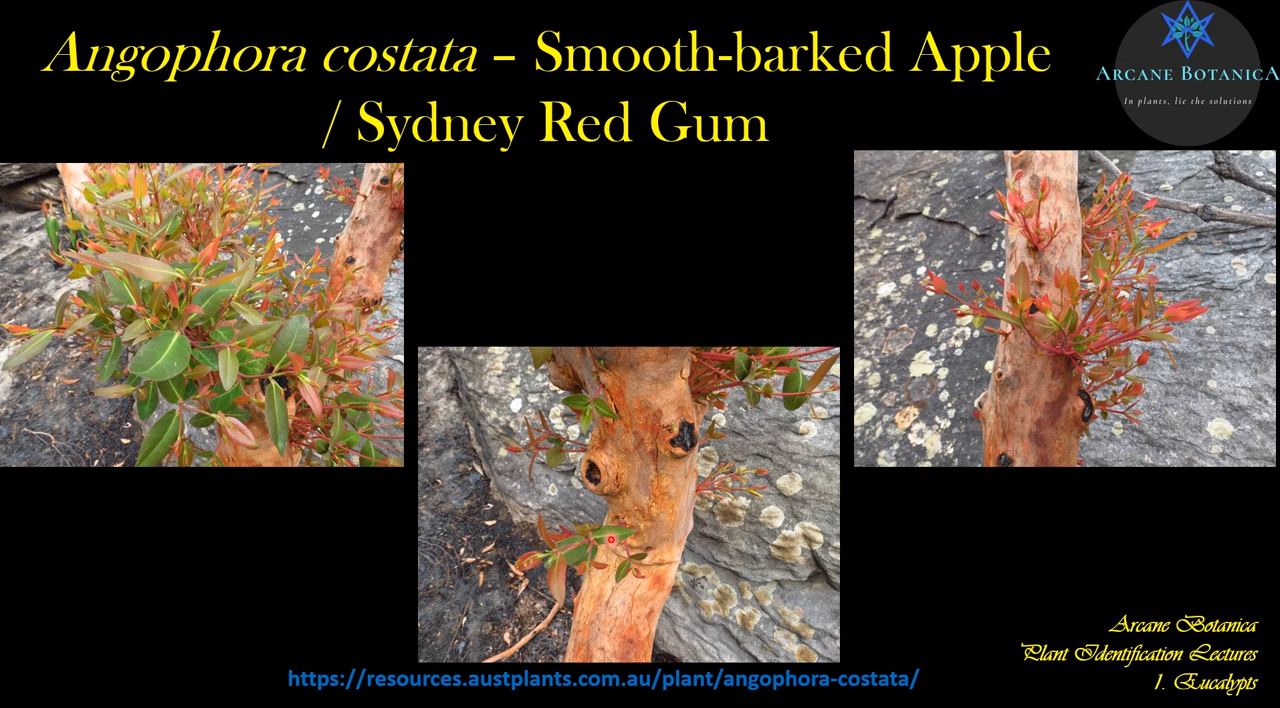 Angophora costata – Smooth-barked Apple
/ Sydney Red Gum
ARCANE BOTANICA
In plants, lie the solutions
https://resources.austplants.com.au/plant/angophora-costata/
Arcane Botanica
Plant Identification Lectures
1. Eucalypts